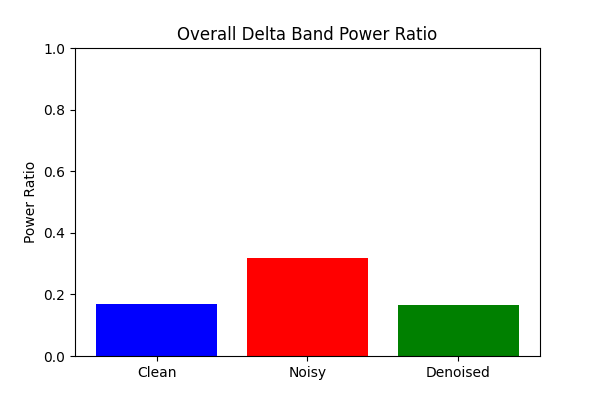 Overall Delta Band Power Ratio
1.0
0.8
0.6
0.4
0.2
0.0
Power Ratio
Clean
Noisy
Denoised